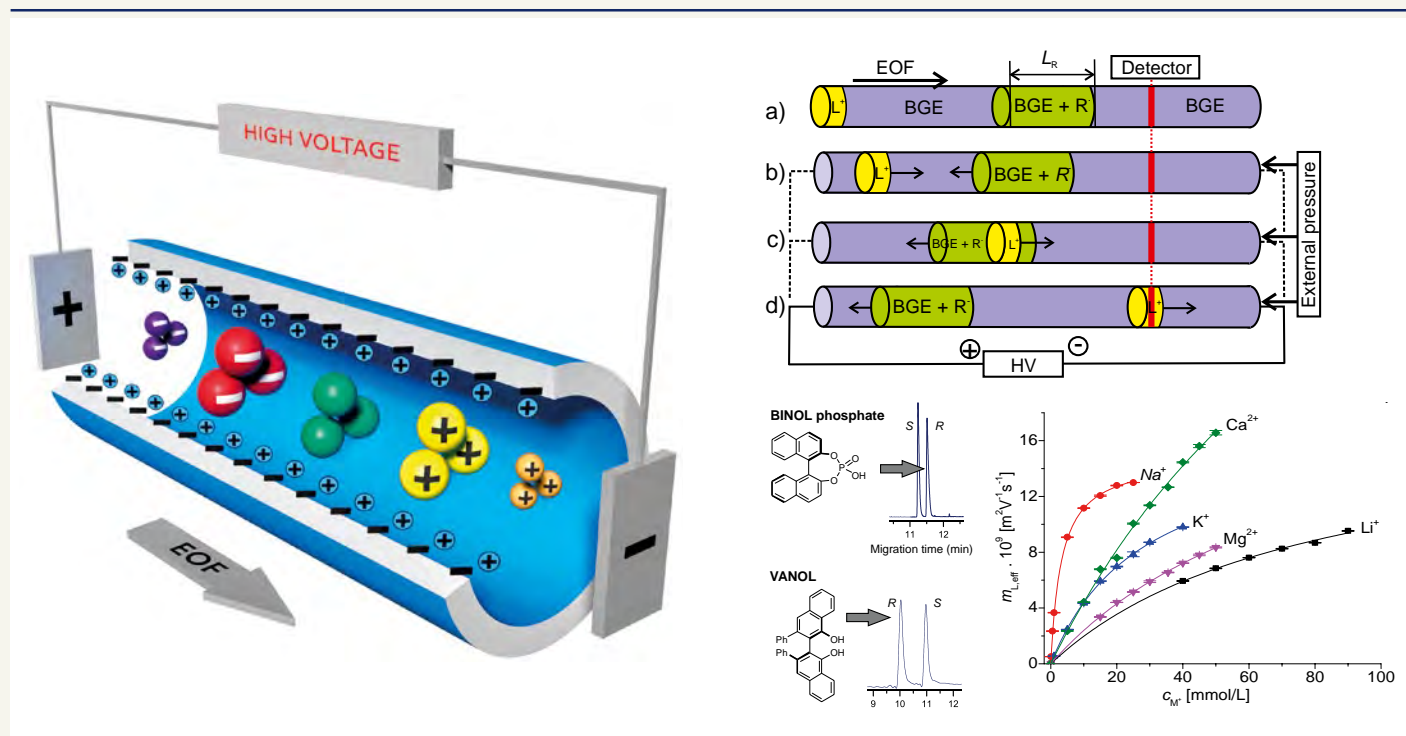 HIGH VOLTAGE
+
-
EOF
EOF
L_R
Detector
a)
L⁺
BGE
BGE + R⁻
BGE
b)
L⁺
BGE + R⁻
c)
BGE + R⁻
L⁺
d)
BGE + R⁻
L⁺
External pressure
+
HV
-
BINOL phosphate
S
R
O
O
P
O
OH
11
12
Migration time (min)
VANOL
R
S
Ph
Ph
OH
OH
9
10
11
12
m_L,eff · 10⁹ [m²V⁻¹s⁻¹]
16
12
8
4
0
Ca²⁺
Na⁺
K⁺
Mg²⁺
Li⁺
0
20
40
60
80
100
c_M⁺ [mmol/L]